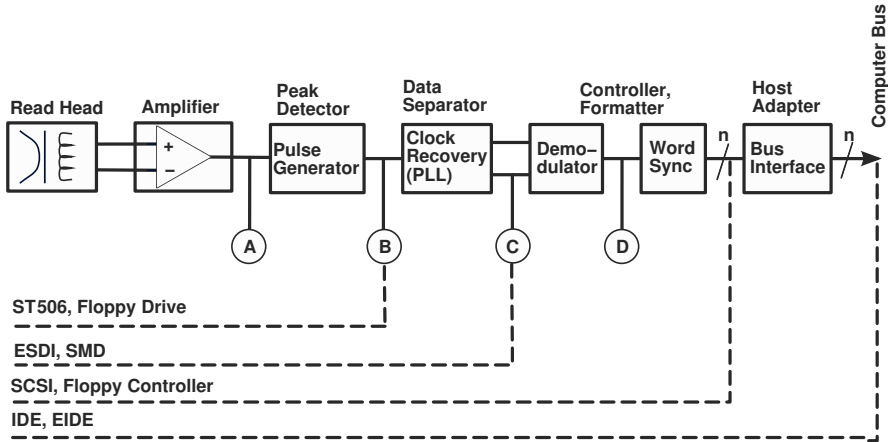 Computer Bus
Read Head
Amplifier
Peak
Detector
Data
Separator
Controller,
Formatter
Host
Adapter
+
−
Pulse
Generator
Clock
Recovery
(PLL)
Demo−
dulator
Word
Sync
n
Bus
Interface
n
A
B
C
D
ST506, Floppy Drive
ESDI, SMD
SCSI, Floppy Controller
IDE, EIDE